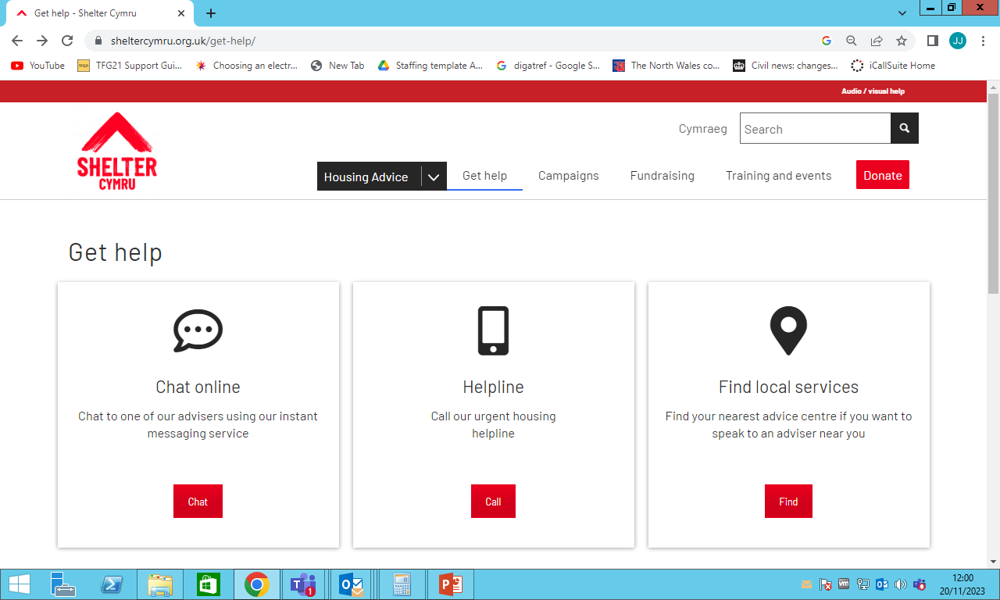 Get help - Shelter Cymru
sheltercymru.org.uk/get-help/
JJ
YouTube
TFG21 Support Gui...
Choosing an electr...
New Tab
Staffing template A...
digatref - Google S...
The North Wales co...
Civil news: changes...
iCallSuite Home
Audio / visual help
SHELTER
CYMRU
Cymraeg
Search
Housing Advice
Get help
Campaigns
Fundraising
Training and events
Donate
Get help
Chat online
Chat to one of our advisers using our instant
messaging service
Chat
Helpline
Call our urgent housing
helpline
Call
Find local services
Find your nearest advice centre if you want to
speak to an adviser near you
Find
1
12:00
20/11/2023